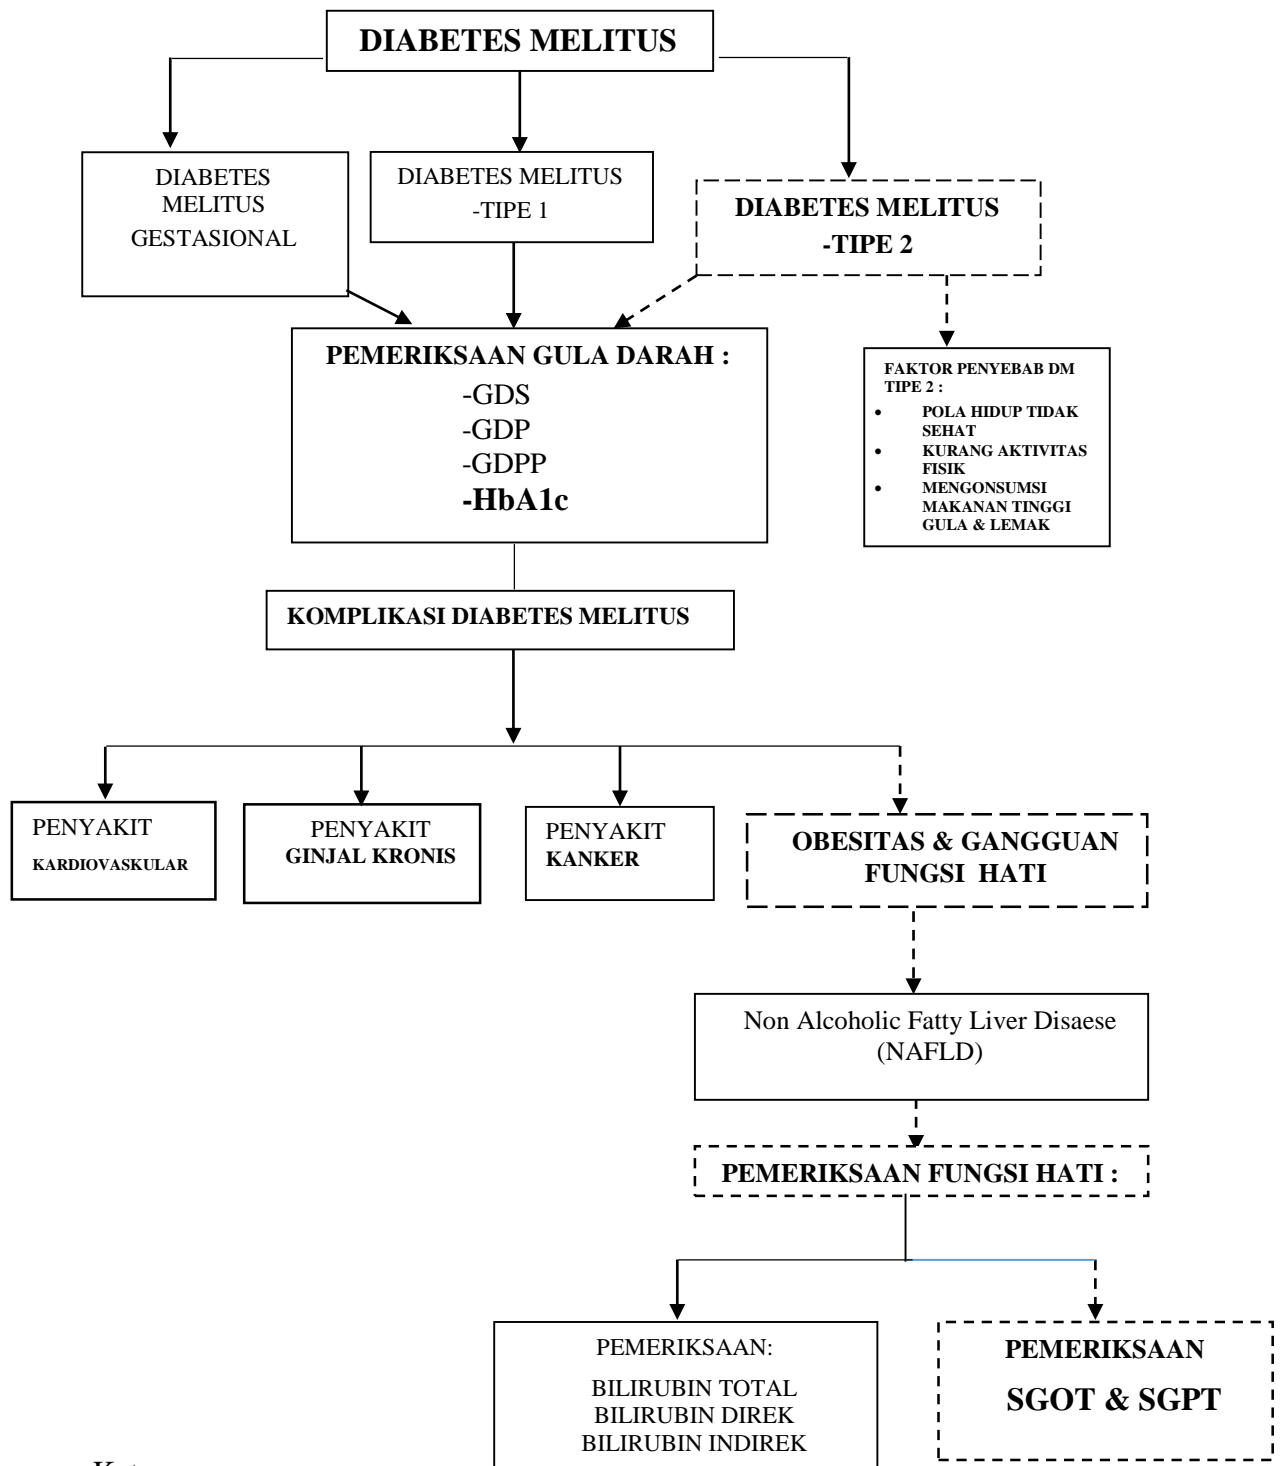 DIABETES MELITUS
DIABETES
MELITUS
GESTASIONAL
DIABETES MELITUS
-TIPE 1
DIABETES MELITUS
-TIPE 2
PEMERIKSAAN GULA DARAH :
-GDS
-GDP
-GDPP
-HbA1c
FAKTOR PENYEBAB DM
TIPE 2 :
• POLA HIDUP TIDAK
SEHAT
• KURANG AKTIVITAS
FISIK
• MENGONSUMSI
MAKANAN TINGGI
GULA & LEMAK
KOMPLIKASI DIABETES MELITUS
PENYAKIT
KARDIOVASKULAR
PENYAKIT
GINJAL KRONIS
PENYAKIT
KANKER
OBESITAS & GANGGUAN
FUNGSI HATI
Non Alcoholic Fatty Liver Disaese
(NAFLD)
PEMERIKSAAN FUNGSI HATI :
PEMERIKSAAN:
BILIRUBIN TOTAL
BILIRUBIN DIREK
BILIRUBIN INDIREK
PEMERIKSAAN
SGOT & SGPT